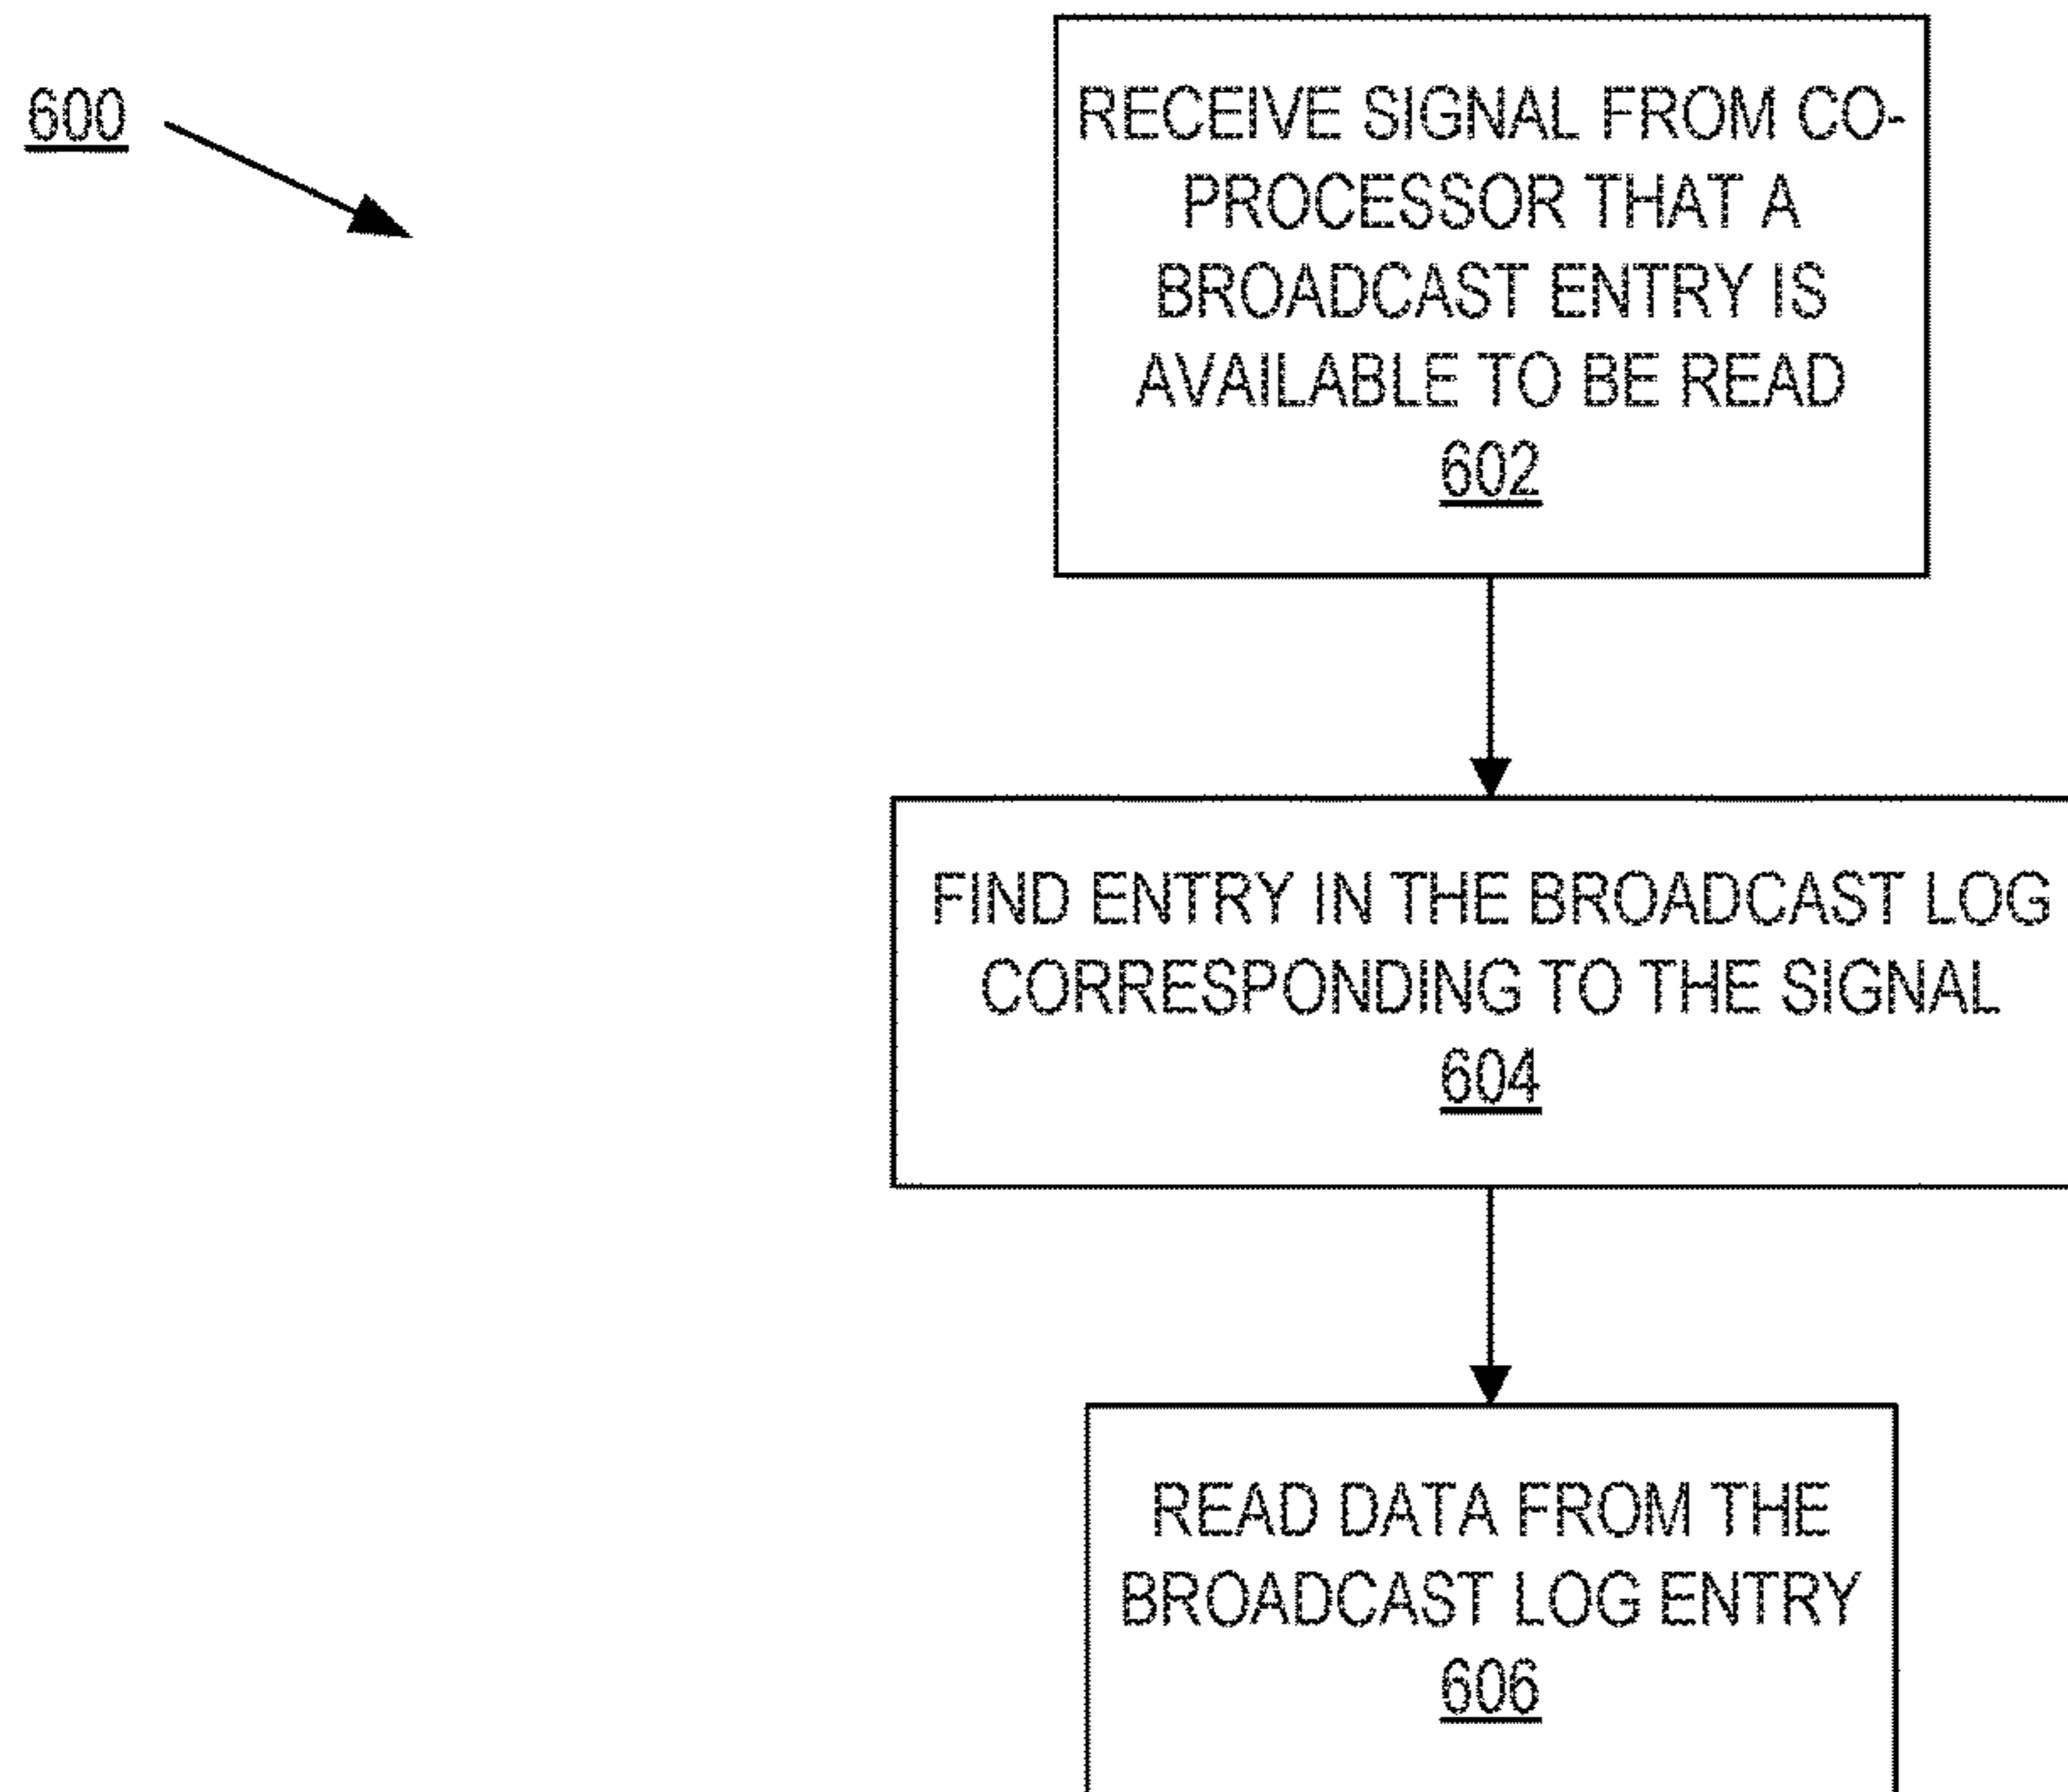 600
RECEIVE SIGNAL FROM CO-
PROCESSOR THAT A
BROADCAST ENTRY IS
AVAILABLE TO BE READ
602
FIND ENTRY IN THE BROADCAST LOG
CORRESPONDING TO THE SIGNAL
604
READ DATA FROM THE
BROADCAST LOG ENTRY
606